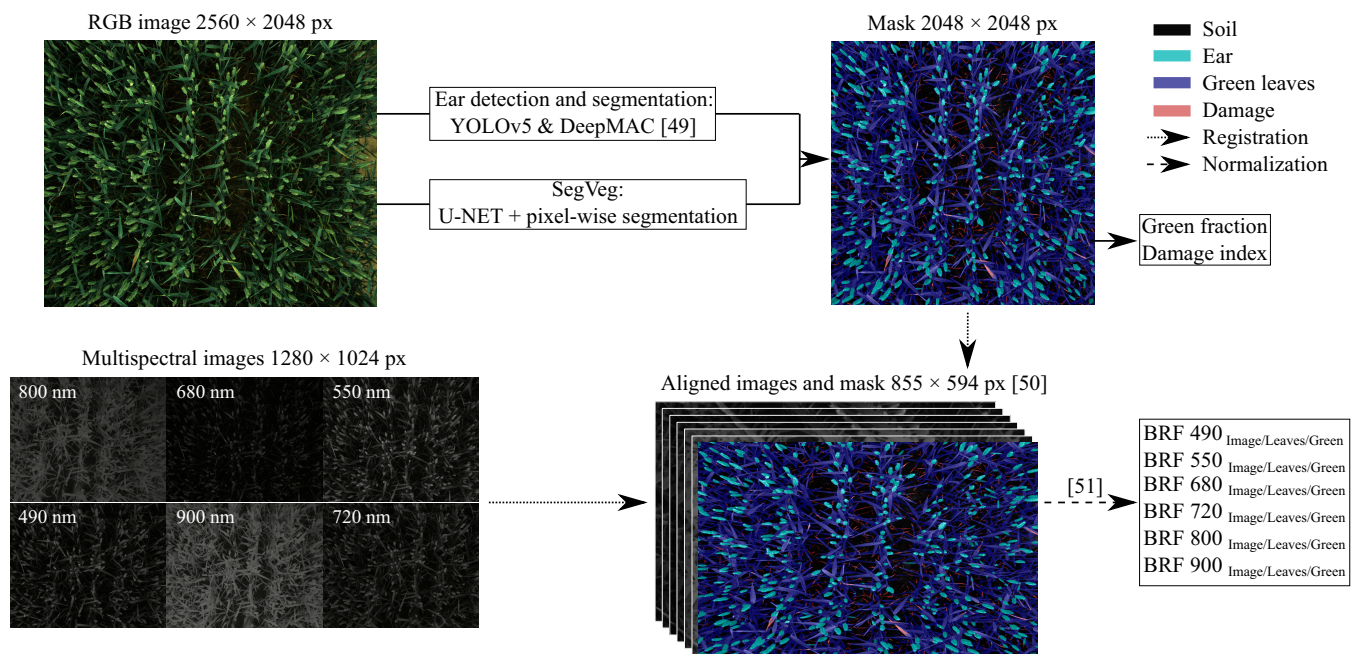 RGB image 2560 × 2048 px
Mask 2048 × 2048 px
Soil
Ear
Green leaves
Damage
Registration
Normalization
Ear detection and segmentation:
YOLOv5 & DeepMAC [49]
SegVeg:
U-NET + pixel-wise segmentation
Green fraction
Damage index
Multispectral images 1280 × 1024 px
800 nm
680 nm
550 nm
490 nm
900 nm
720 nm
Aligned images and mask 855 × 594 px [50]
[51]
BRF 490 Image/Leaves/Green
BRF 550 Image/Leaves/Green
BRF 680 Image/Leaves/Green
BRF 720 Image/Leaves/Green
BRF 800 Image/Leaves/Green
BRF 900 Image/Leaves/Green